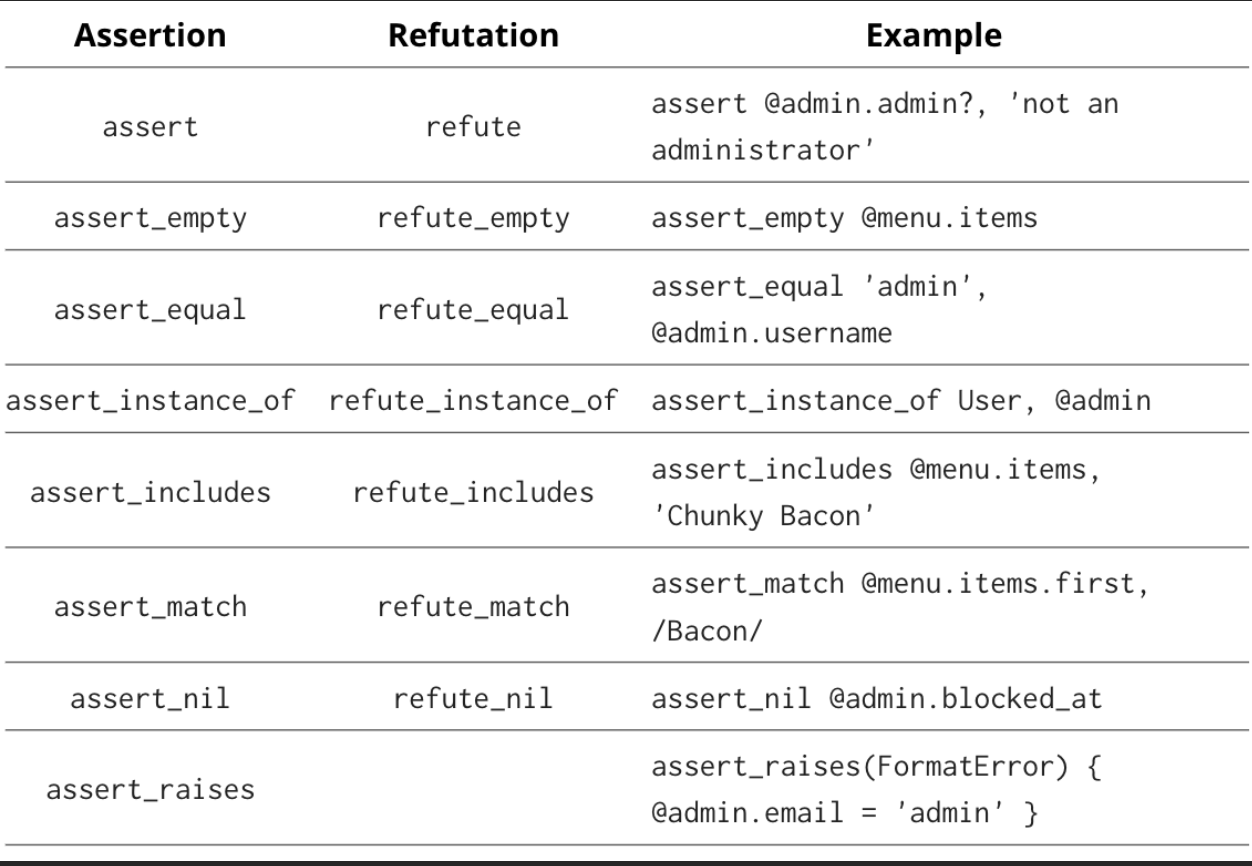 Assertion Refutation Example
assert refute assert @admin.admin?, 'not an
administrator'
assert_empty refute_empty assert_empty @menu.items
assert_equal refute_equal assert_equal 'admin',
@admin.username
assert_instance_of refute_instance_of assert_instance_of User, @admin
assert_includes refute_includes assert_includes @menu.items,
'Chunky Bacon'
assert_match refute_match assert_match @menu.items.first,
/Bacon/
assert_nil refute_nil assert_nil @admin.blocked_at
assert_raises assert_raises(FormatError) {
@admin.email = 'admin' }